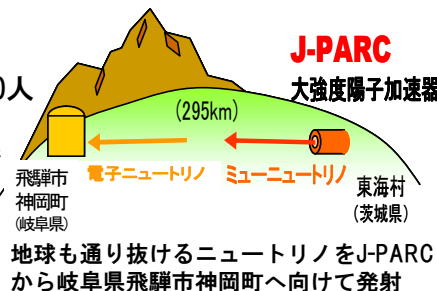 J-PARC
人
大強度陽子加速器
(295km)
電子ニュートリノ
ミューニュートリノ
飛騨市
神岡町
(岐阜県)
東海村
(茨城県)
地球も通り抜けるニュートリノをJ-PARC
から岐阜県飛騨市神岡町へ向けて発射